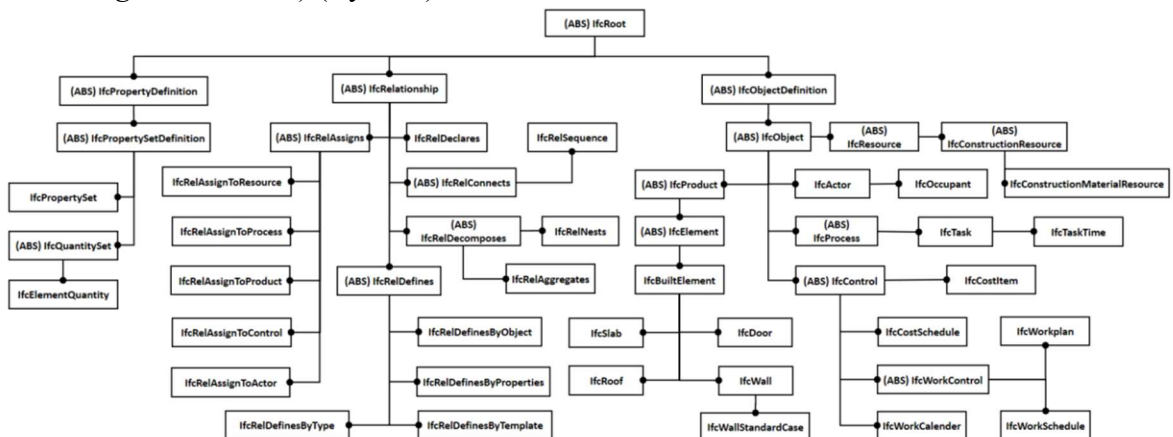 (ABS) IfcRoot
(ABS) IfcPropertyDefinition
(ABS) IfcRelationship
(ABS) IfcObjectDefinition
(ABS) IfcPropertySetDefinition
(ABS) IfcRelAssigns
IfcRelDeclares
IfcRelSequence
(ABS) IfcObject
(ABS)
IfcResource
(ABS)
IfcConstructionResource
IfcRelAssignToResource
(ABS) IfcRelConnects
(ABS) IfcProduct
IfcActor
IfcOccupant
IfcConstructionMaterialResource
IfcPropertySet
IfcRelAssignToProcess
(ABS)
IfcRelDecomposes
IfcRelNests
(ABS) IfcElement
(ABS)
IfcProcess
IfcTask
IfcTaskTime
(ABS) IfcQuantitySet
IfcRelAssignToProduct
(ABS) IfcRelDefines
IfcRelAggregates
IfcBuiltElement
(ABS) IfcControl
IfcCostItem
IfcElementQuantity
IfcRelAssignToControl
IfcRelDefinesByObject
IfcSlab
IfcDoor
IfcCostSchedule
IfcWorkplan
IfcRelAssignToActor
IfcRelDefinesByProperties
IfcRoof
IfcWall
(ABS) IfcWorkControl
IfcRelDefinesByType
IfcRelDefinesByTemplate
IfcWallStandardCase
IfcWorkCalender
IfcWorkSchedule